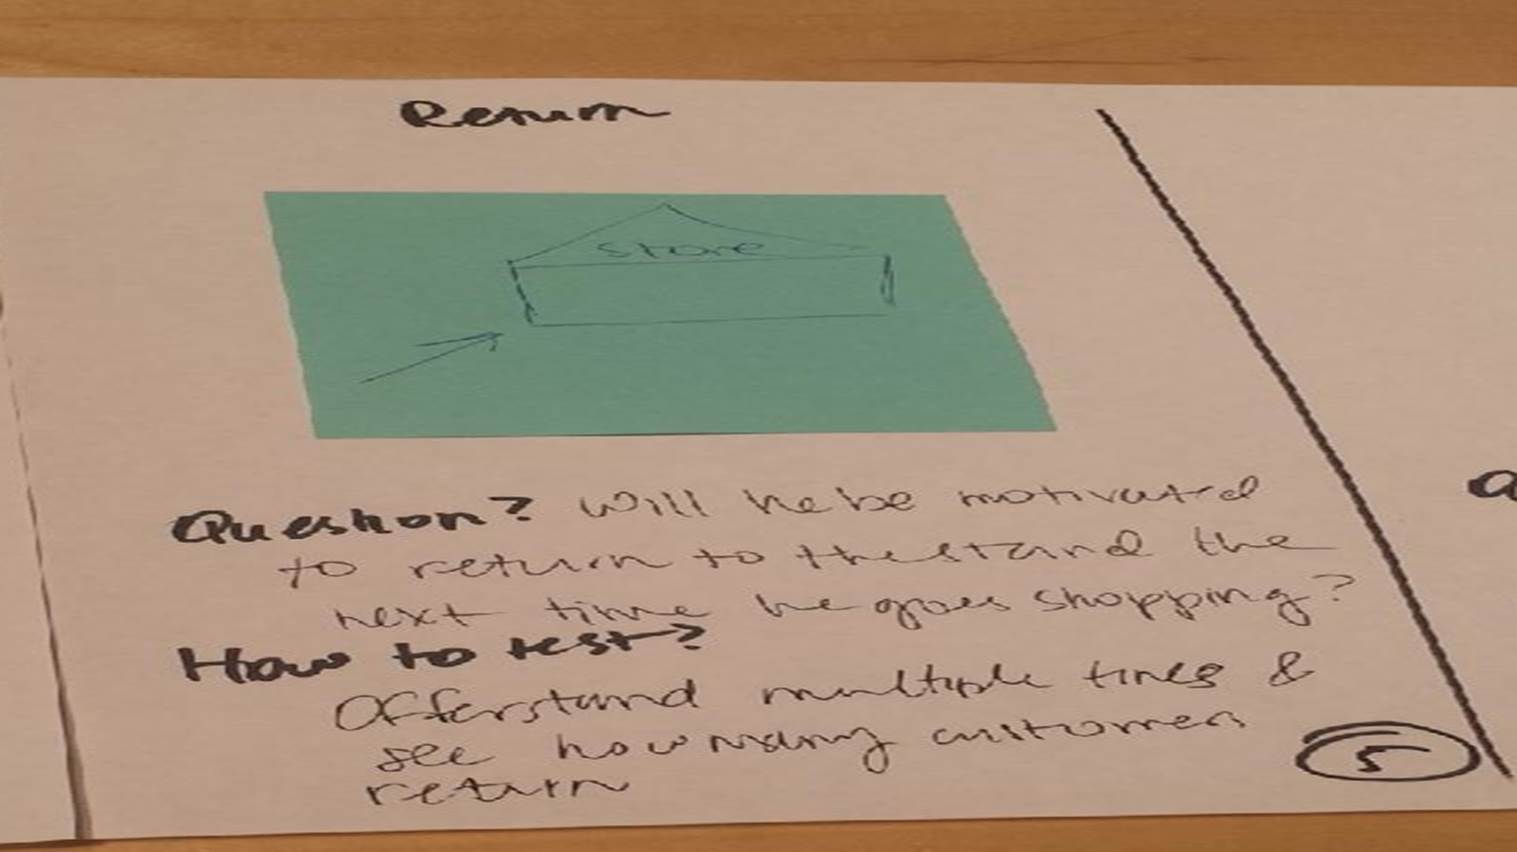 Return
store
Question? Will he be motivated
to return to the stand the
next time he goes shopping?
How to test?
Offer stand multiple times &
see how many customers
return
5